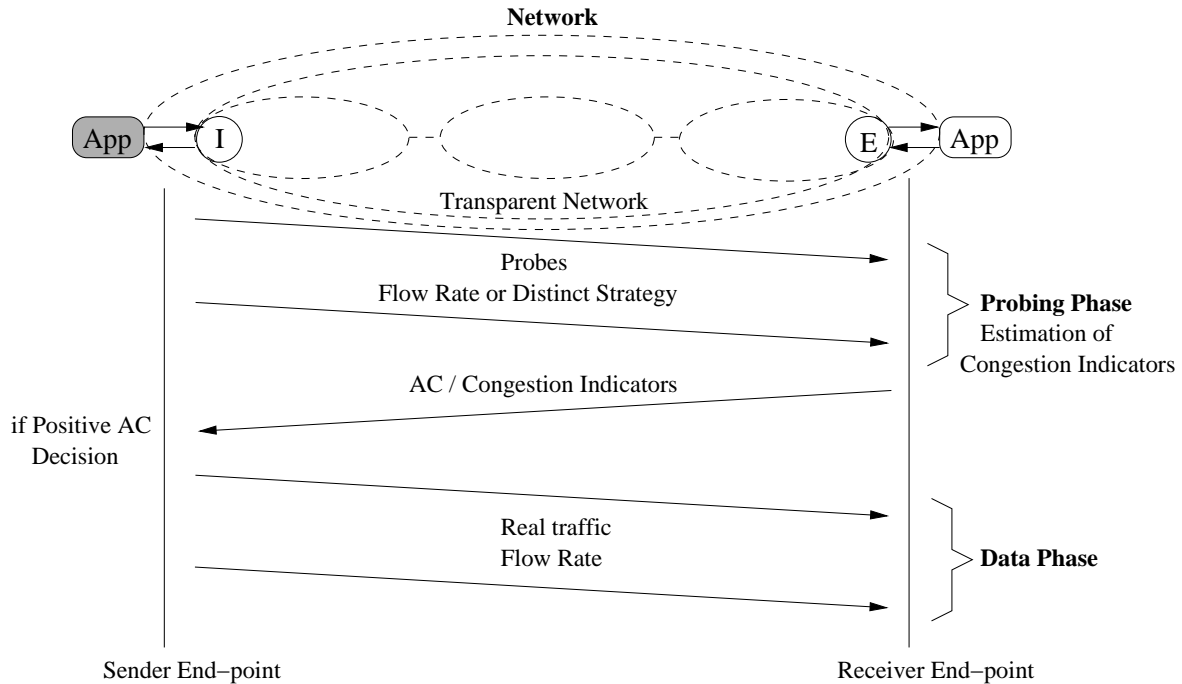 Network
App
I
E
App
Transparent Network
Probes
Flow Rate or Distinct Strategy
Probing Phase
Estimation of
Congestion Indicators
AC / Congestion Indicators
if Positive AC
Decision
Real traffic
Flow Rate
Data Phase
Sender End−point
Receiver End−point